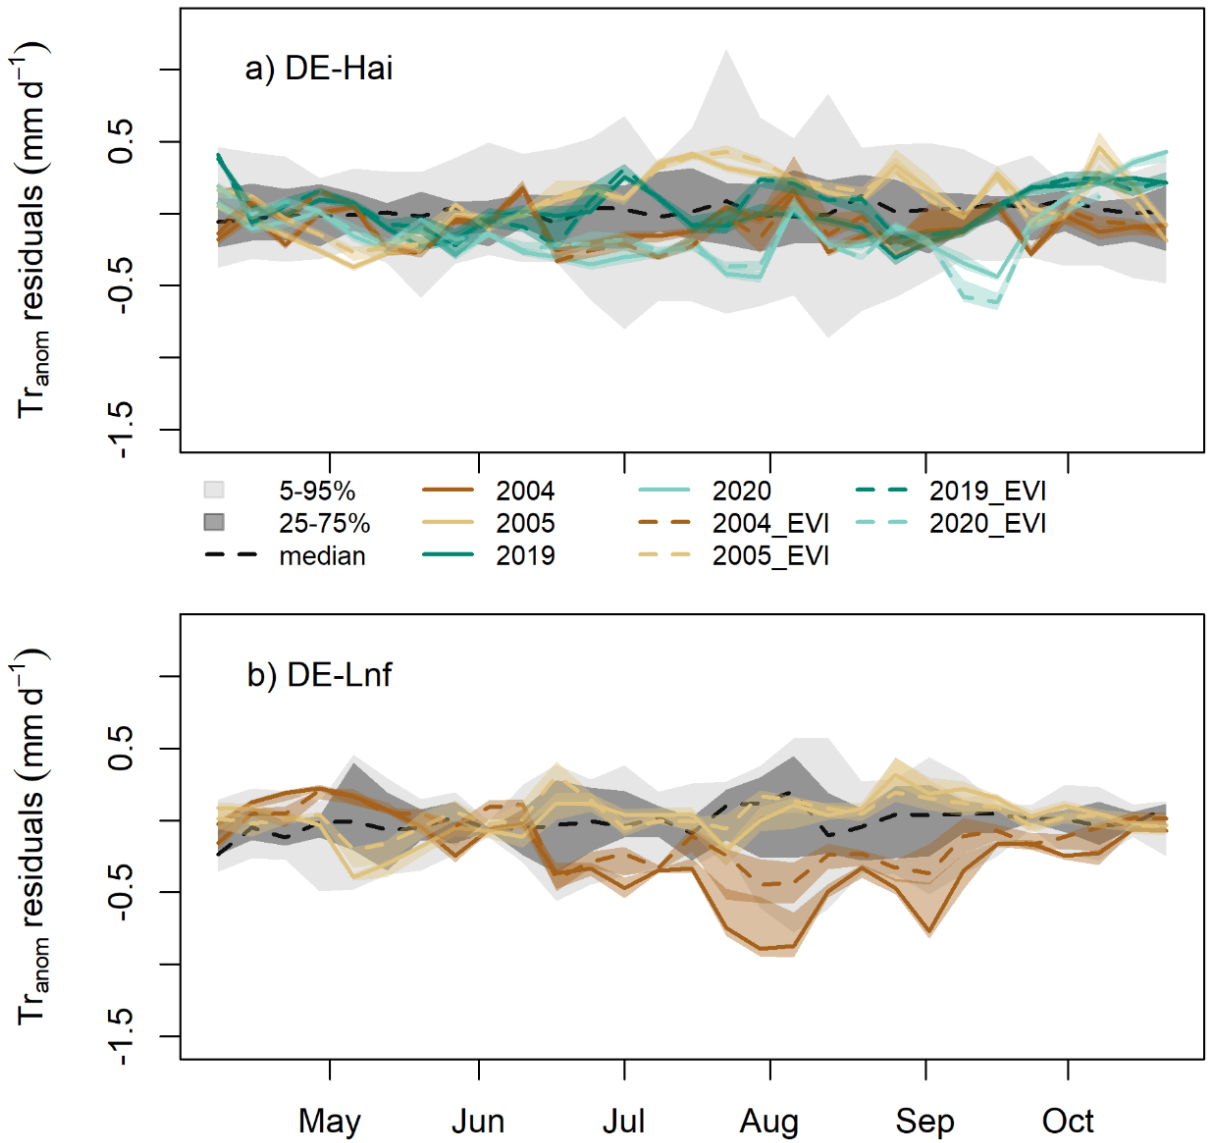 a) DE-Hai
Tr_anom residuals (mm d⁻¹)
0.5
-0.5
-1.5
5-95%
25-75%
median
2004
2005
2019
2020
2004_EVI
2005_EVI
2019_EVI
2020_EVI
b) DE-Lnf
Tr_anom residuals (mm d⁻¹)
0.5
-0.5
-1.5
May Jun Jul Aug Sep Oct